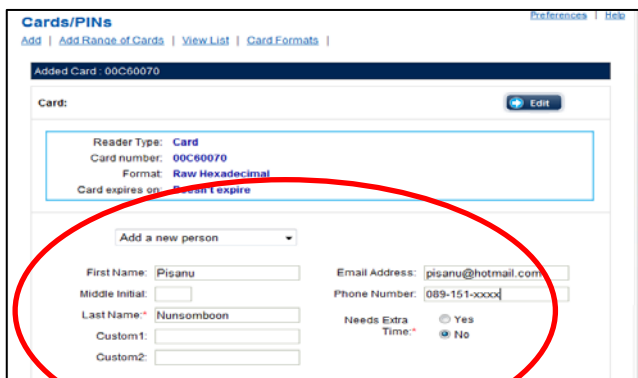 Cards/PINs
Preferences | Help
Add | Add Range of Cards | View List | Card Formats |
Added Card : 00C60070
Card:
Edit
Reader Type: Card
Card number: 00C60070
Format: Raw Hexadecimal
Card expires on: Doesn't expire
Add a new person
First Name: Pisanu
Email Address: pisanu@hotmail.com
Middle Initial:
Phone Number: 089-151-xxxx
Last Name:* Nunsomboon
Needs Extra Time:* Yes
No
Custom1:
Custom2: